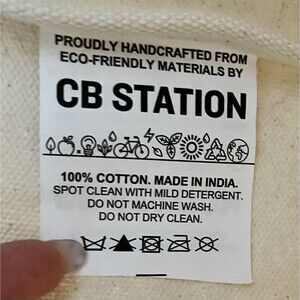 PROUDLY HANDCRAFTED FROM
ECO-FRIENDLY MATERIALS BY
CB STATION
100% COTTON. MADE IN INDIA.
SPOT CLEAN WITH MILD DETERGENT.
DO NOT MACHINE WASH.
DO NOT DRY CLEAN.